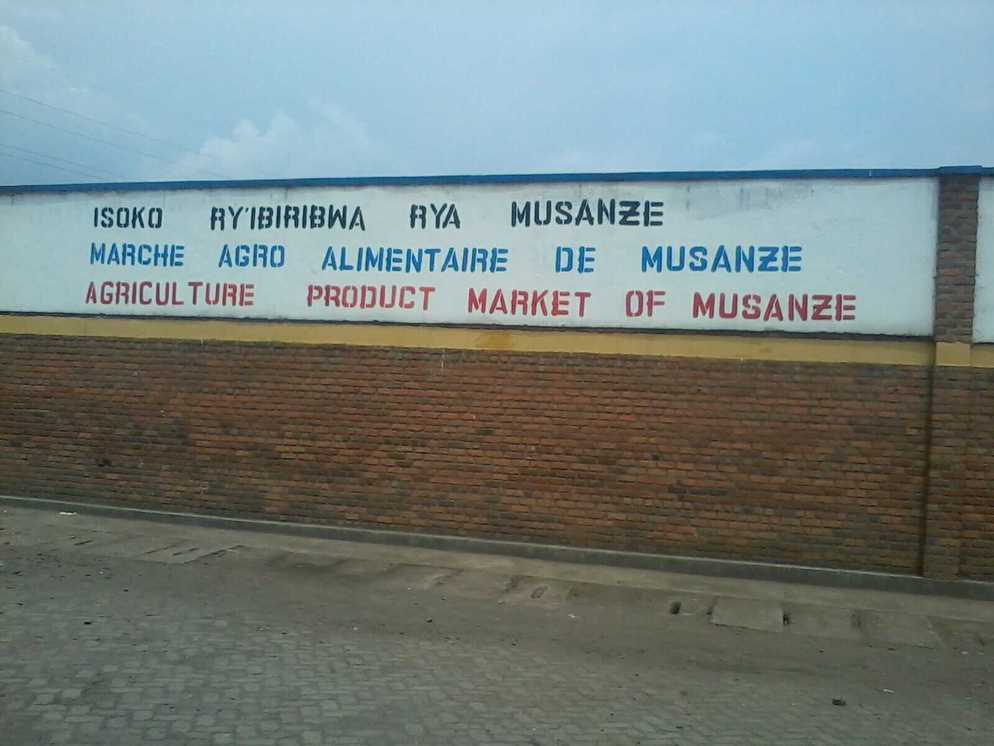 ISOKO RY'IBIRIBWA RYA MUSANZE
MARCHE AGRO ALIMENTAIRE DE MUSANZE
AGRICULTURE PRODUCT MARKET OF MUSANZE